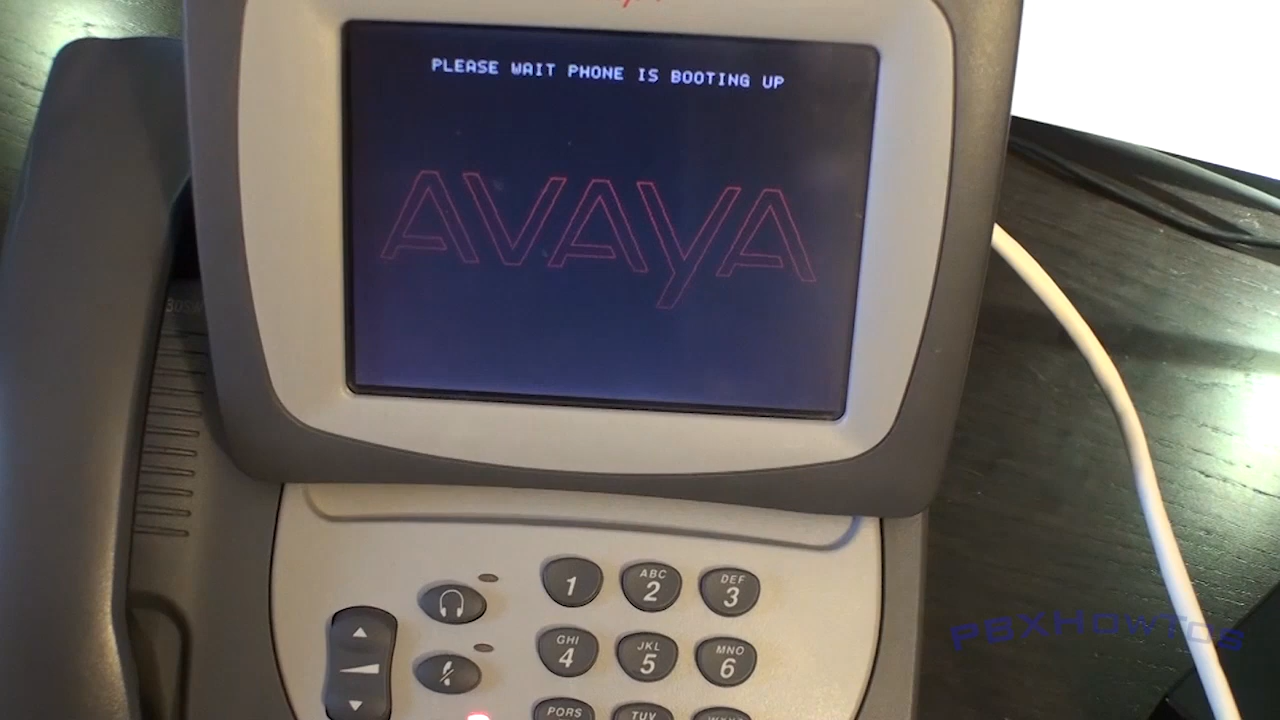 PLEASE WAIT PHONE IS BOOTING UP
AVAYA
1
ABC
2
DEF
3
GHI
4
JKL
5
MNO
6
PQRS
TUV
PBXHowTos